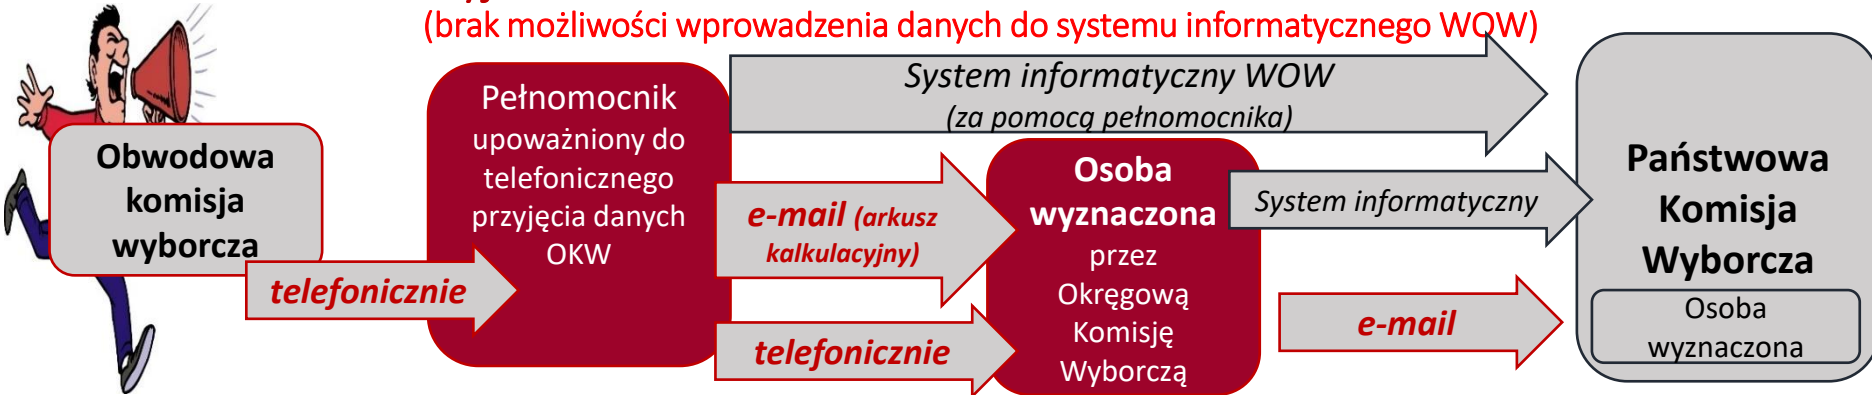 (brak możliwości wprowadzenia danych do systemu informatycznego WOW)
Obwodowa
komisja
wyborcza
telefonicznie
Pełnomocnik
upoważniony do
telefonicznego
przyjęcia danych
OKW
System informatyczny WOW
(za pomocą pełnomocnika)
e-mail (arkusz
kalkulacyjny)
telefonicznie
Osoba
wyznaczona
przez
Okręgową
Komisję
Wyborczą
System informatyczny
e-mail
Państwowa
Komisja
Wyborcza
Osoba
wyznaczona